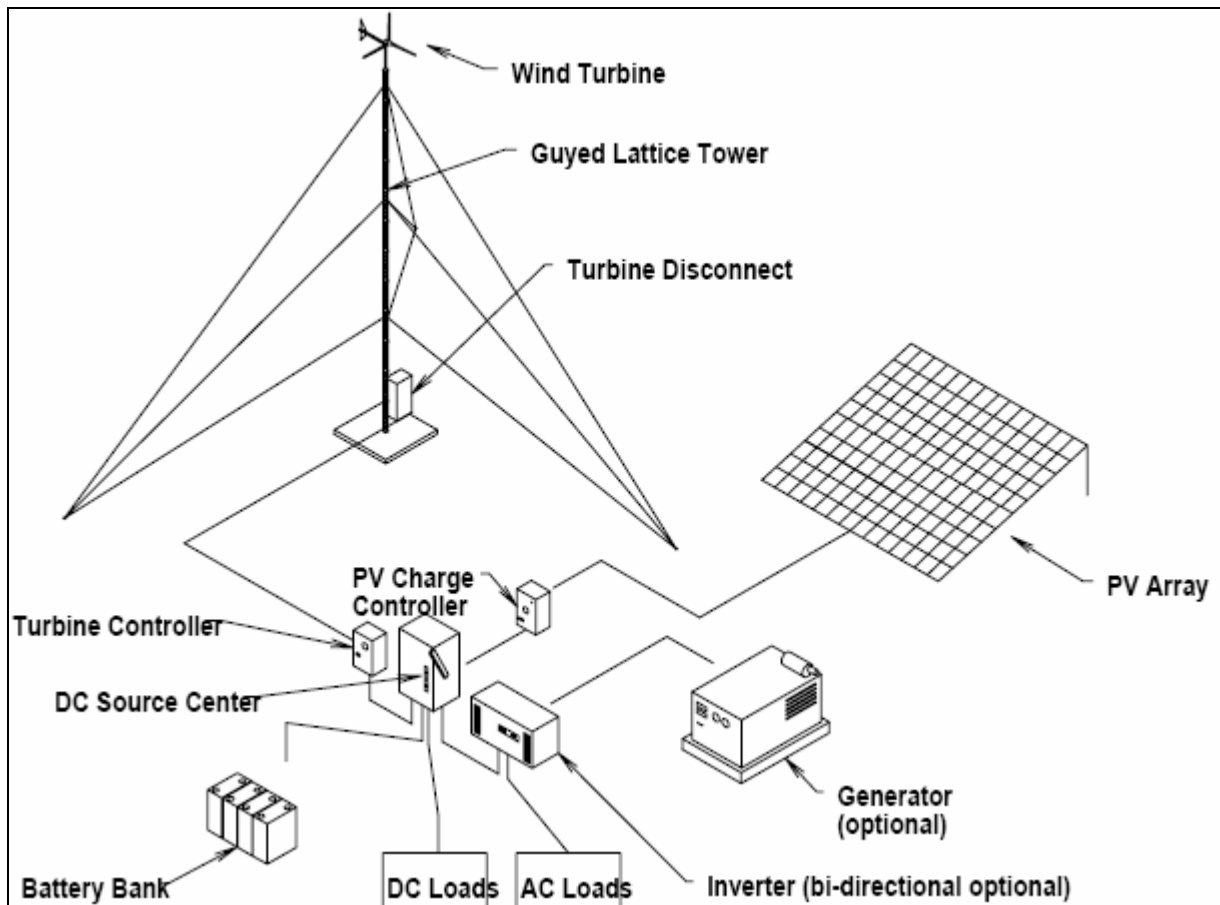 Wind Turbine
Guyed Lattice Tower
Turbine Disconnect
PV Array
PV Charge
Controller
Turbine Controller
DC Source Center
Generator
(optional)
Battery Bank
DC Loads
AC Loads
Inverter (bi-directional optional)